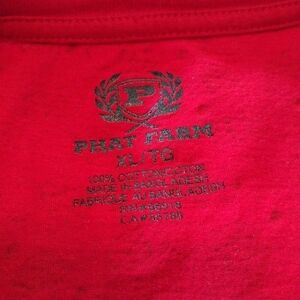 P
PHAT FARM
XL/TG
100% COTTON/COTON
MADE IN BANGLADESH
FABRIQUE AU BANGLADESH